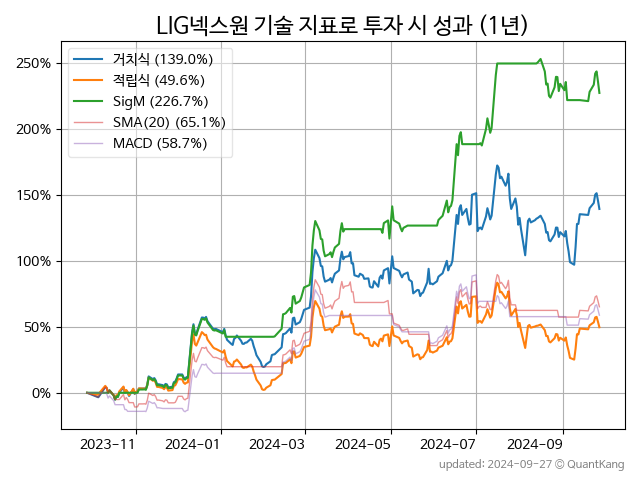 LIG넥스원 기술 지표로 투자 시 성과 (1년)
250%
200%
150%
100%
50%
0%
거치식 (139.0%)
적립식 (49.6%)
SigM (226.7%)
SMA(20) (65.1%)
MACD (58.7%)
2023-11
2024-01
2024-03
2024-05
2024-07
2024-09
updated: 2024-09-27 © QuantKang